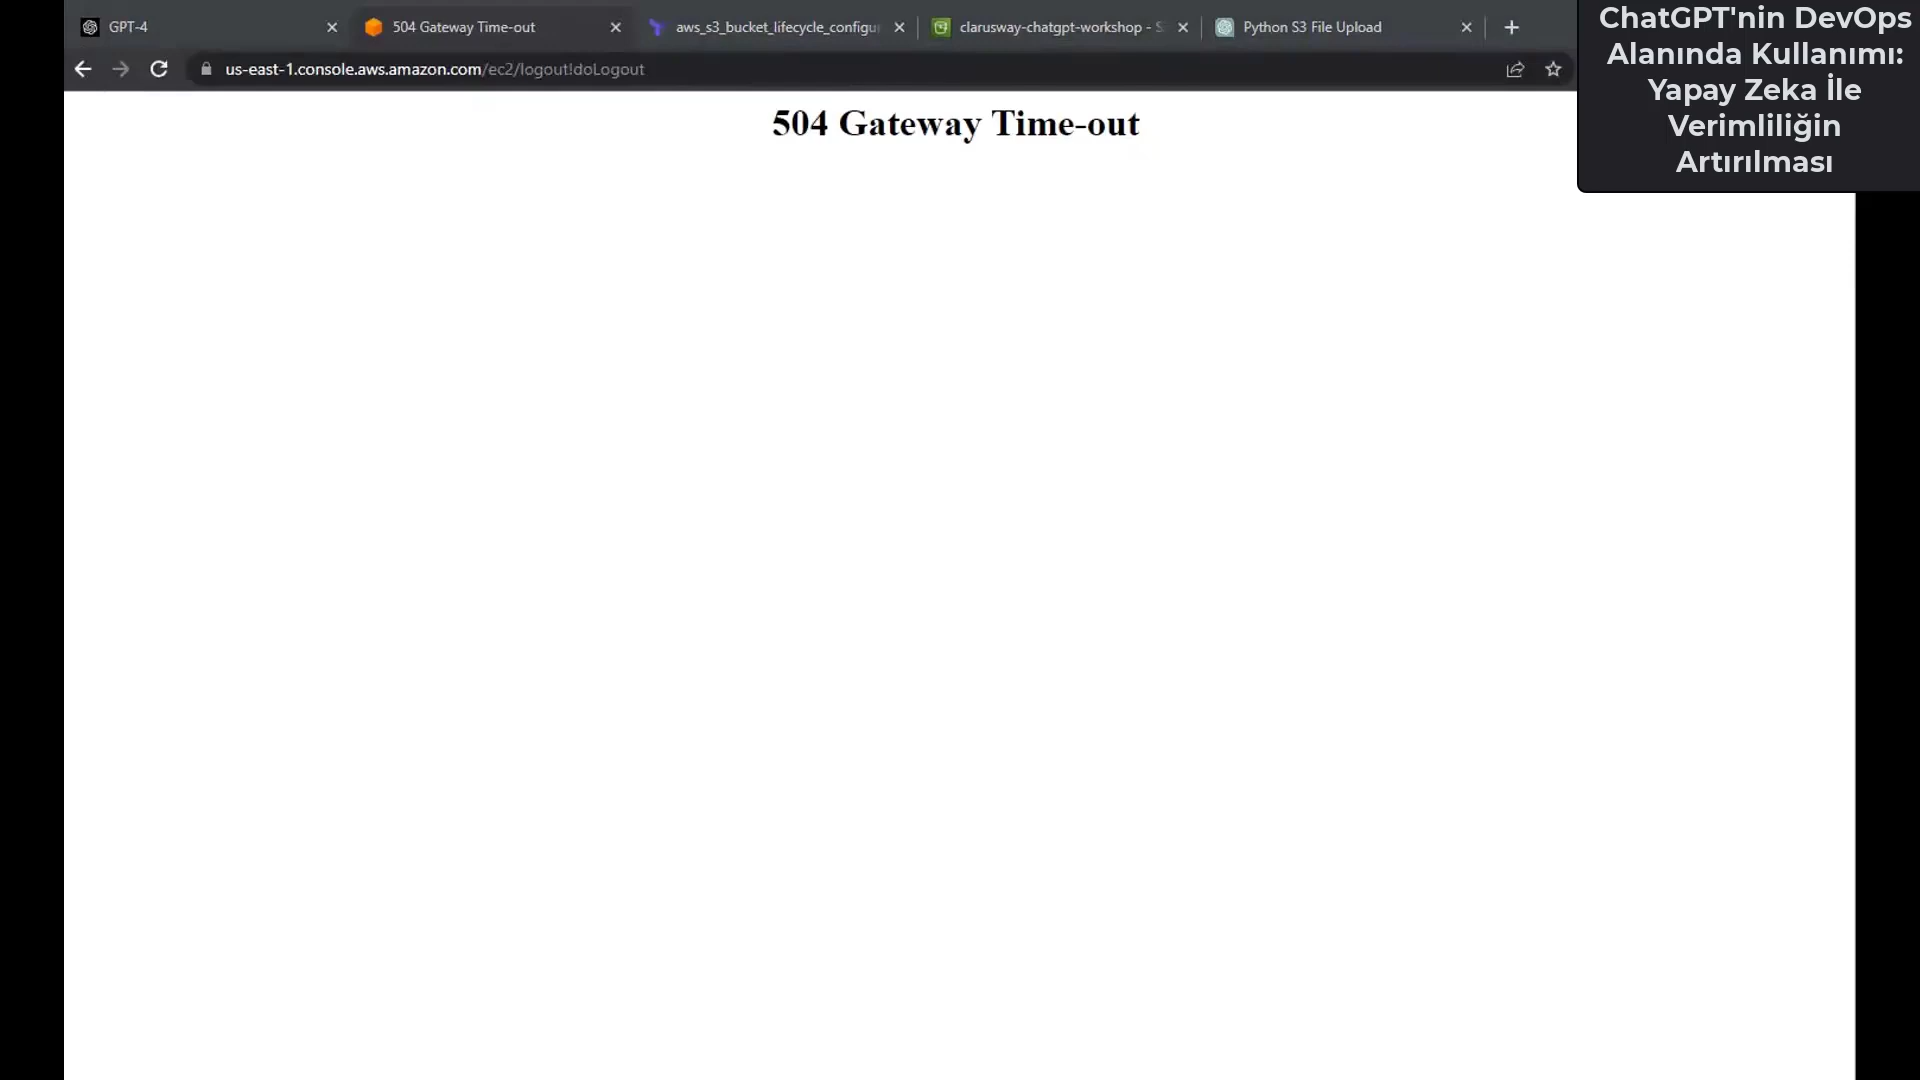 GPT-4
504 Gateway Time-out
aws_s3_bucket_lifecycle_configu
clarusway-chatgpt-workshop - S
Python S3 File Upload
us-east-1.console.aws.amazon.com/ec2/logout!doLogout
504 Gateway Time-out
ChatGPT'nin DevOps
Alanında Kullanımı:
Yapay Zeka İle
Verimliliğin
Artırılması